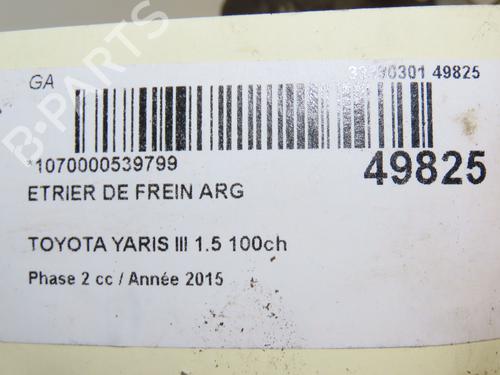 GA
49825
*1070000539799
49825
ETRIER DE FREIN ARG
TOYOTA YARIS III 1.5 100ch
Phase 2 cc / Année 2015
B-PARTS